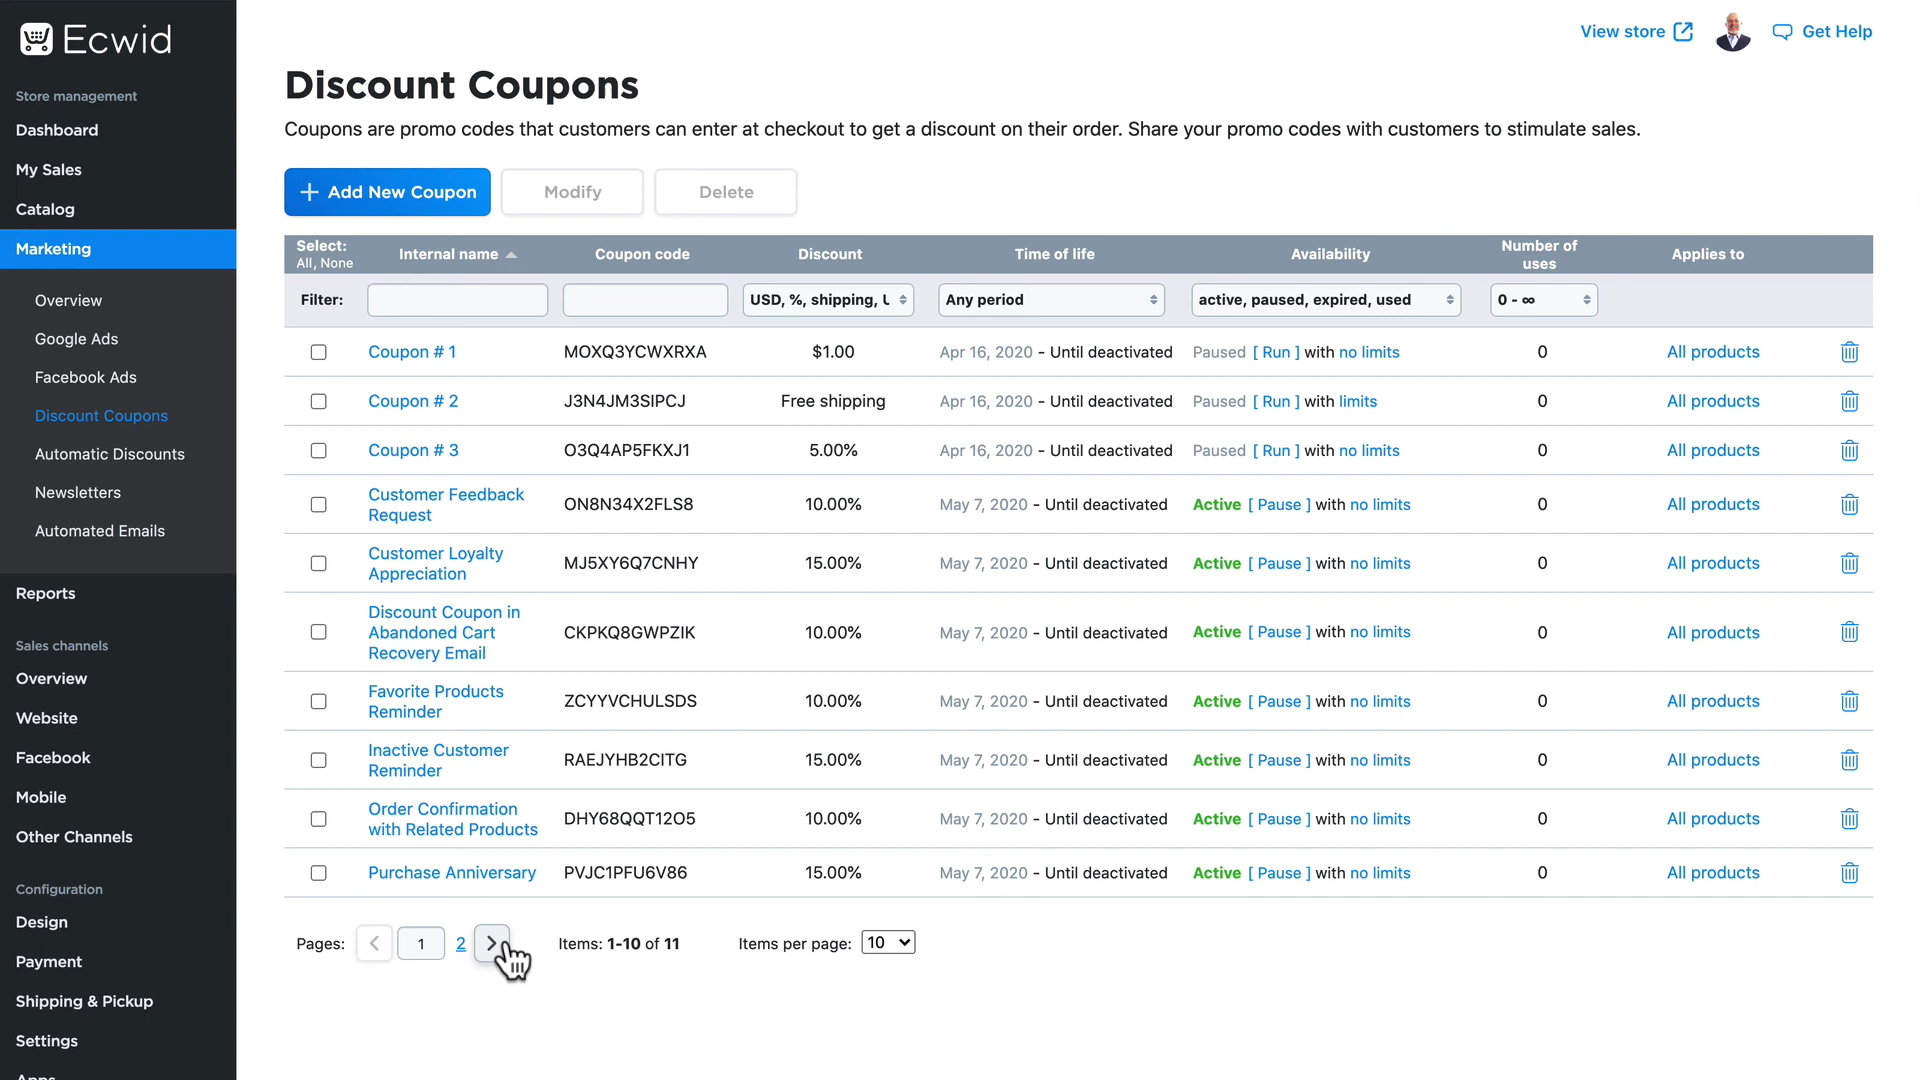 Ecwid
View store
Get Help
Store management
Dashboard
My Sales
Catalog
Marketing
Overview
Google Ads
Facebook Ads
Discount Coupons
Automatic Discounts
Newsletters
Automated Emails
Reports
Sales channels
Overview
Website
Facebook
Mobile
Other Channels
Configuration
Design
Payment
Shipping & Pickup
Settings
Apps
Discount Coupons
Coupons are promo codes that customers can enter at checkout to get a discount on their order. Share your promo codes with customers to stimulate sales.
+ Add New Coupon
Modify
Delete
Select:
All, None
Internal name
Coupon code
Discount
Time of life
Availability
Number of
uses
Applies to
Filter:
USD, %, shipping, U
Any period
active, paused, expired, used
0 - ∞
Coupon # 1 MOXQ3YCWXRXA $1.00 Apr 16, 2020 - Until deactivated Paused [ Run ] with no limits 0 All products
Coupon # 2 J3N4JM3SIPCJ Free shipping Apr 16, 2020 - Until deactivated Paused [ Run ] with limits 0 All products
Coupon # 3 O3Q4AP5FKXJ1 5.00% Apr 16, 2020 - Until deactivated Paused [ Run ] with no limits 0 All products
Customer Feedback
Request
ON8N34X2FLS8 10.00% May 7, 2020 - Until deactivated Active [ Pause ] with no limits 0 All products
Customer Loyalty
Appreciation
MJ5XY6Q7CNHY 15.00% May 7, 2020 - Until deactivated Active [ Pause ] with no limits 0 All products
Discount Coupon in
Abandoned Cart
Recovery Email
CKPKQ8GWPZIK 10.00% May 7, 2020 - Until deactivated Active [ Pause ] with no limits 0 All products
Favorite Products
Reminder
ZCYYVCHULSDS 10.00% May 7, 2020 - Until deactivated Active [ Pause ] with no limits 0 All products
Inactive Customer
Reminder
RAEJYHB2CITG 15.00% May 7, 2020 - Until deactivated Active [ Pause ] with no limits 0 All products
Order Confirmation
with Related Products
DHY68QQT12O5 10.00% May 7, 2020 - Until deactivated Active [ Pause ] with no limits 0 All products
Purchase Anniversary PVJC1PFU6V86 15.00% May 7, 2020 - Until deactivated Active [ Pause ] with no limits 0 All products
Pages: 1 2 Items: 1-10 of 11 Items per page: 10